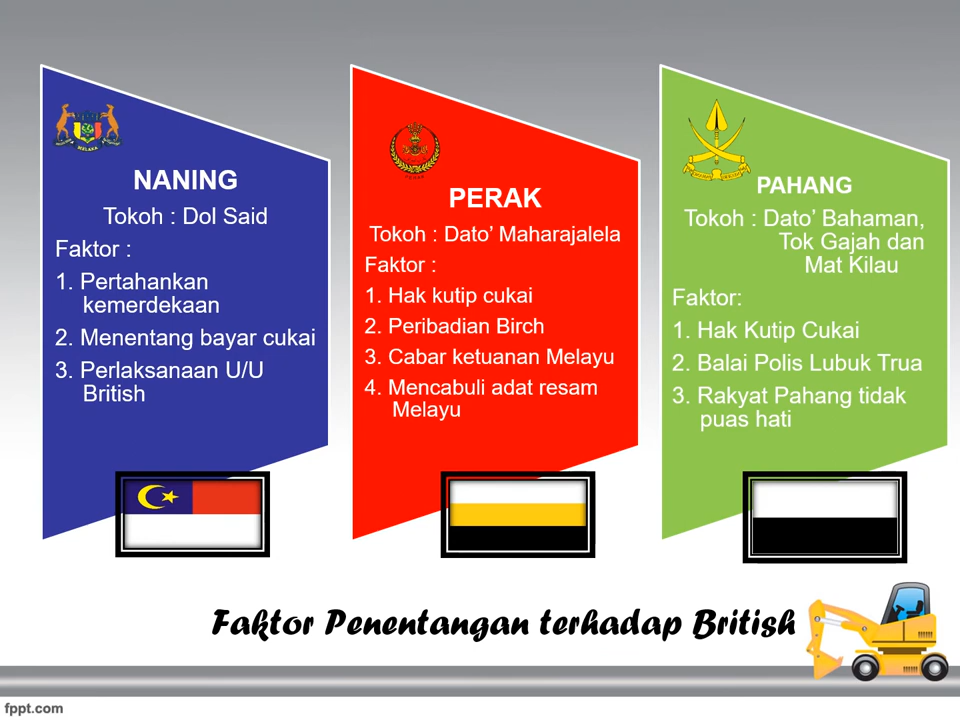 MELAKA
NANING
Tokoh : Dol Said
Faktor :
1. Pertahankan
kemerdekaan
2. Menentang bayar cukai
3. Perlaksanaan U/U
British
PERAK
PERAK
Tokoh : Dato’ Maharajalela
Faktor :
1. Hak kutip cukai
2. Peribadian Birch
3. Cabar ketuanan Melayu
4. Mencabuli adat resam
Melayu
PAHANG
Tokoh : Dato’ Bahaman,
Tok Gajah dan
Mat Kilau
Faktor:
1. Hak Kutip Cukai
2. Balai Polis Lubuk Trua
3. Rakyat Pahang tidak
puas hati
Faktor Penentangan terhadap British
fppt.com